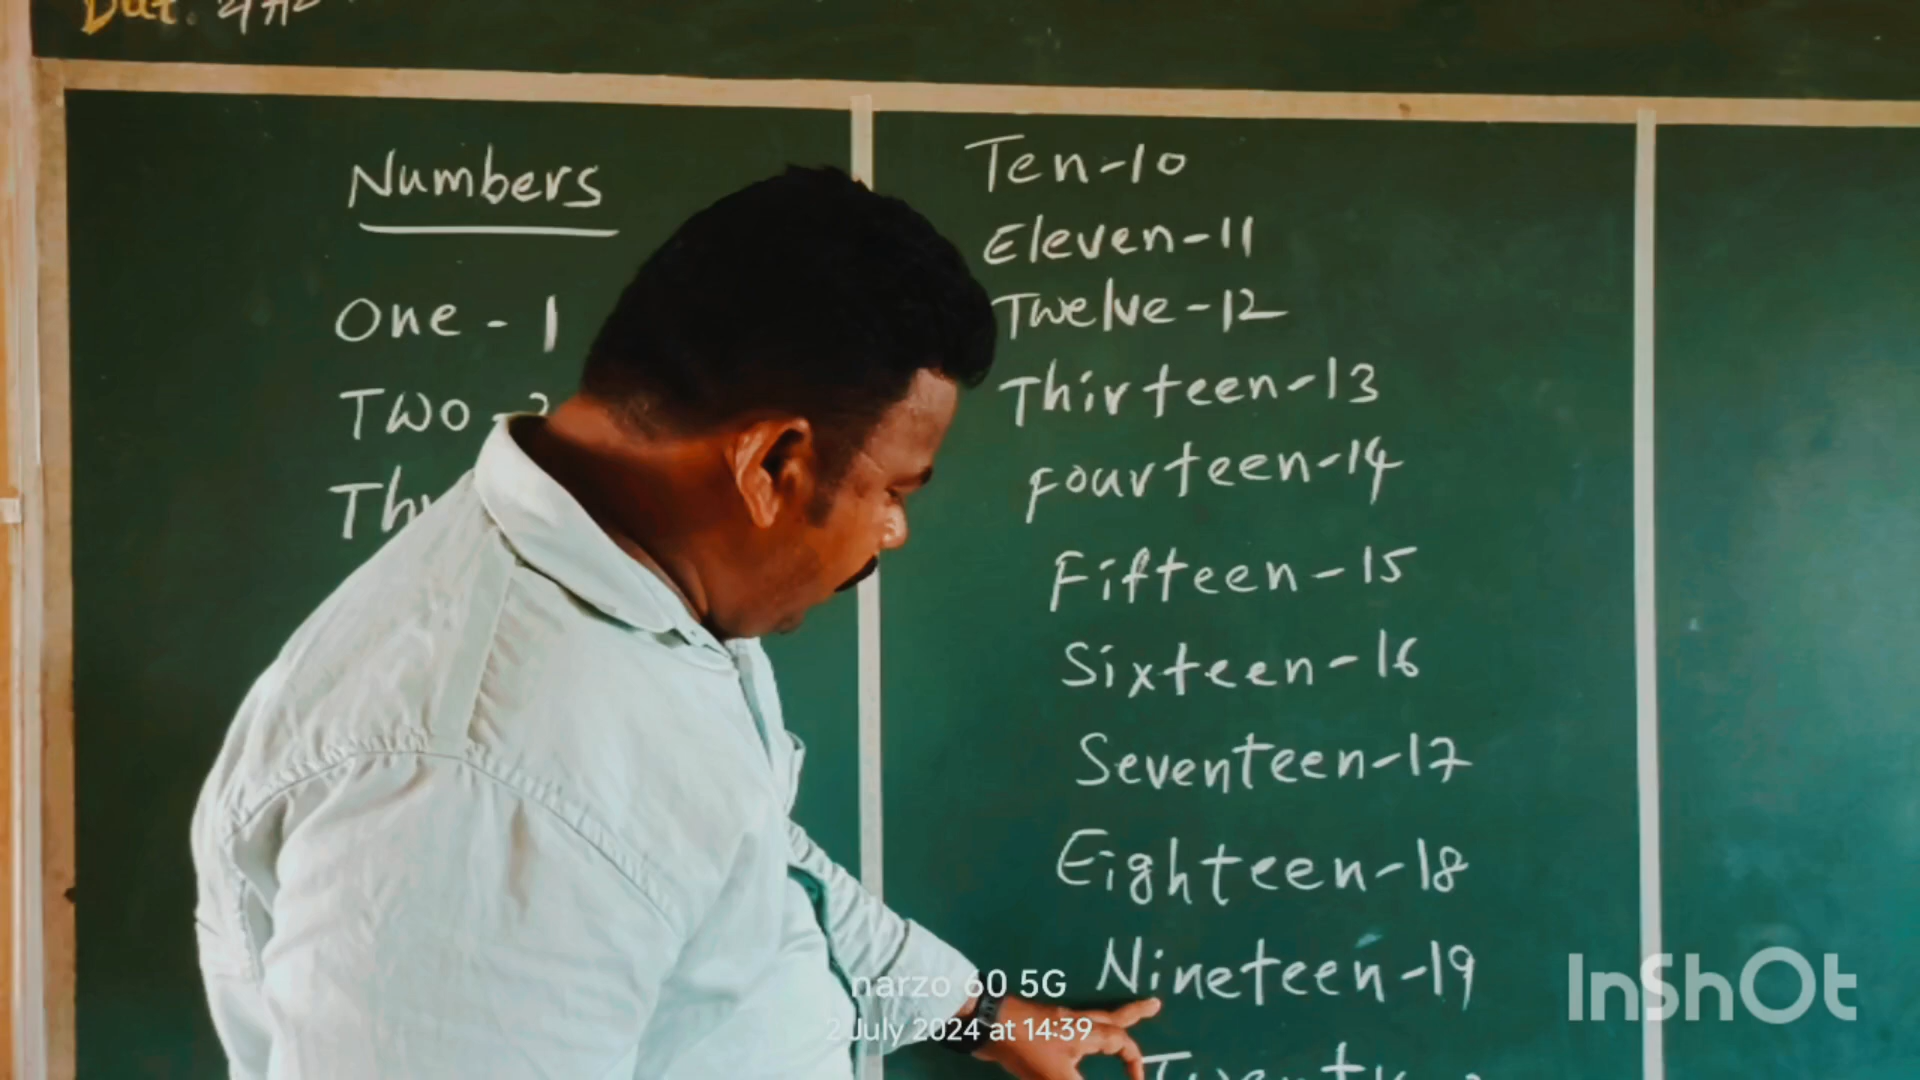 Numbers
One - 1
Two
Ten-10
Eleven-11
Twelve-12
Thirteen-13
Fourteen-14
Fifteen-15
Sixteen-16
Seventeen-17
Eighteen-18
Nineteen-19
Twenty
narzo 60 5G
2 July 2024 at 14:39
InShOt